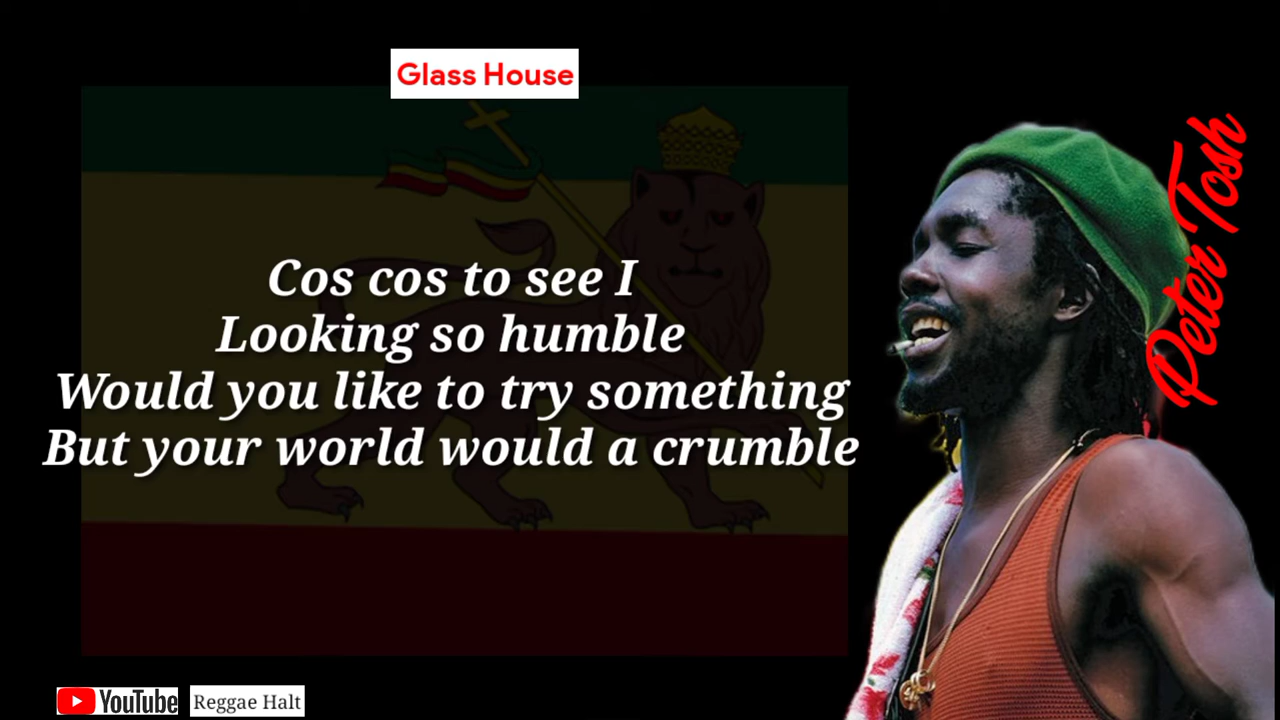 Glass House
Peter Tosh
Cos cos to see I
Looking so humble
Would you like to try something
But your world would a crumble
YouTube
Reggae Halt